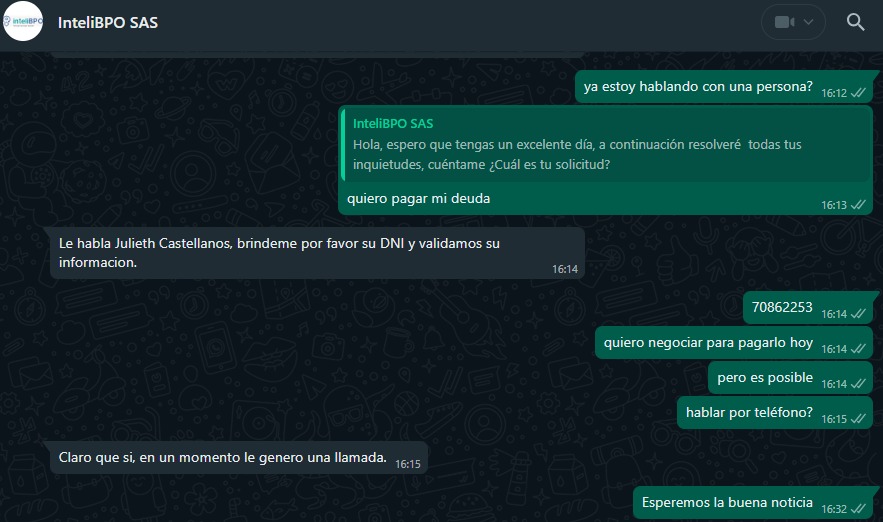 inteliBPO
InteliBPO SAS
ya estoy hablando con una persona?
16:12
InteliBPO SAS
Hola, espero que tengas un excelente día, a continuación resolveré todas tus
inquietudes, cuéntame ¿Cuál es tu solicitud?
quiero pagar mi deuda
16:13
Le habla Julieth Castellanos, brindeme por favor su DNI y validamos su
informacion.
16:14
70862253
16:14
quiero negociar para pagarlo hoy
16:14
pero es posible
16:14
hablar por teléfono?
16:15
Claro que si, en un momento le genero una llamada.
16:15
Esperemos la buena noticia
16:32